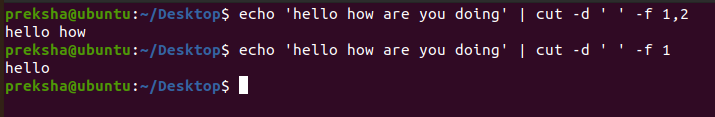 preksha@ubuntu:~/Desktop$ echo 'hello how are you doing' | cut -d ' ' -f 1,2
hello how
preksha@ubuntu:~/Desktop$ echo 'hello how are you doing' | cut -d ' ' -f 1
hello
preksha@ubuntu:~/Desktop$